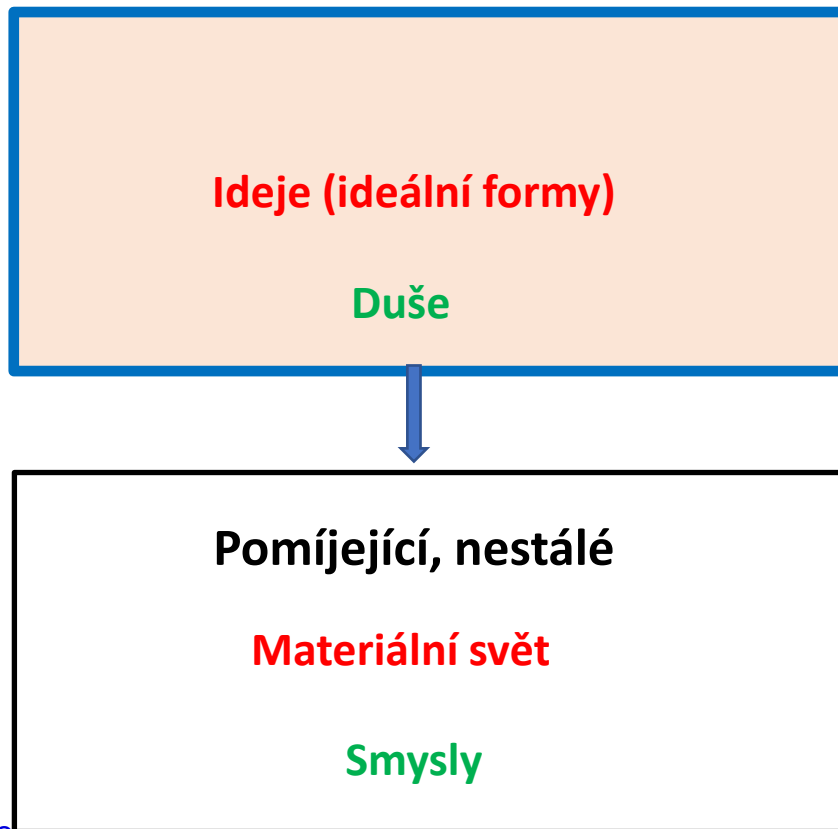 Ideje (ideální formy)
Duše
Pomíjející, nestálé
Materiální svět
Smysly